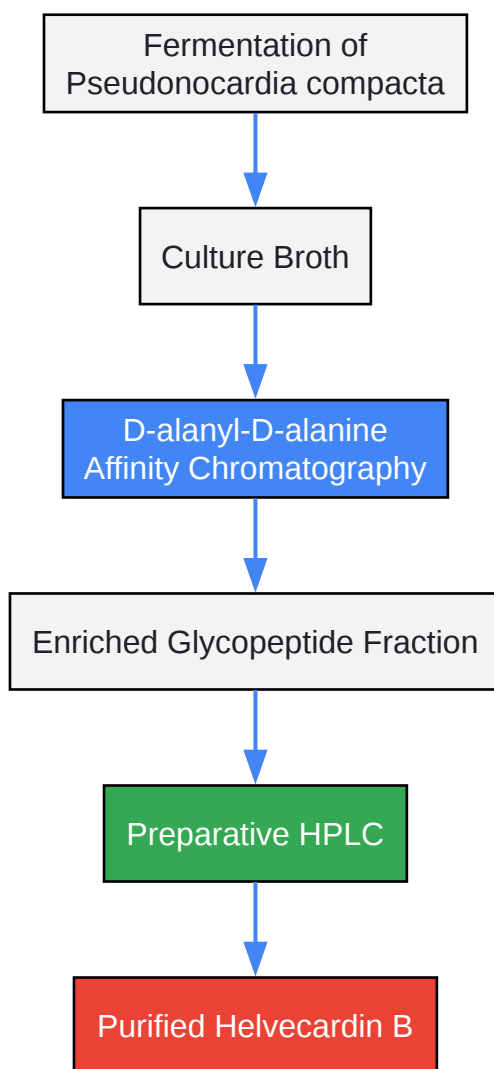 Fermentation of
Pseudonocardia compacta
Culture Broth
D-alanyl-D-alanine
Affinity Chromatography
Enriched Glycopeptide Fraction
Preparative HPLC
Purified Helvecardin B